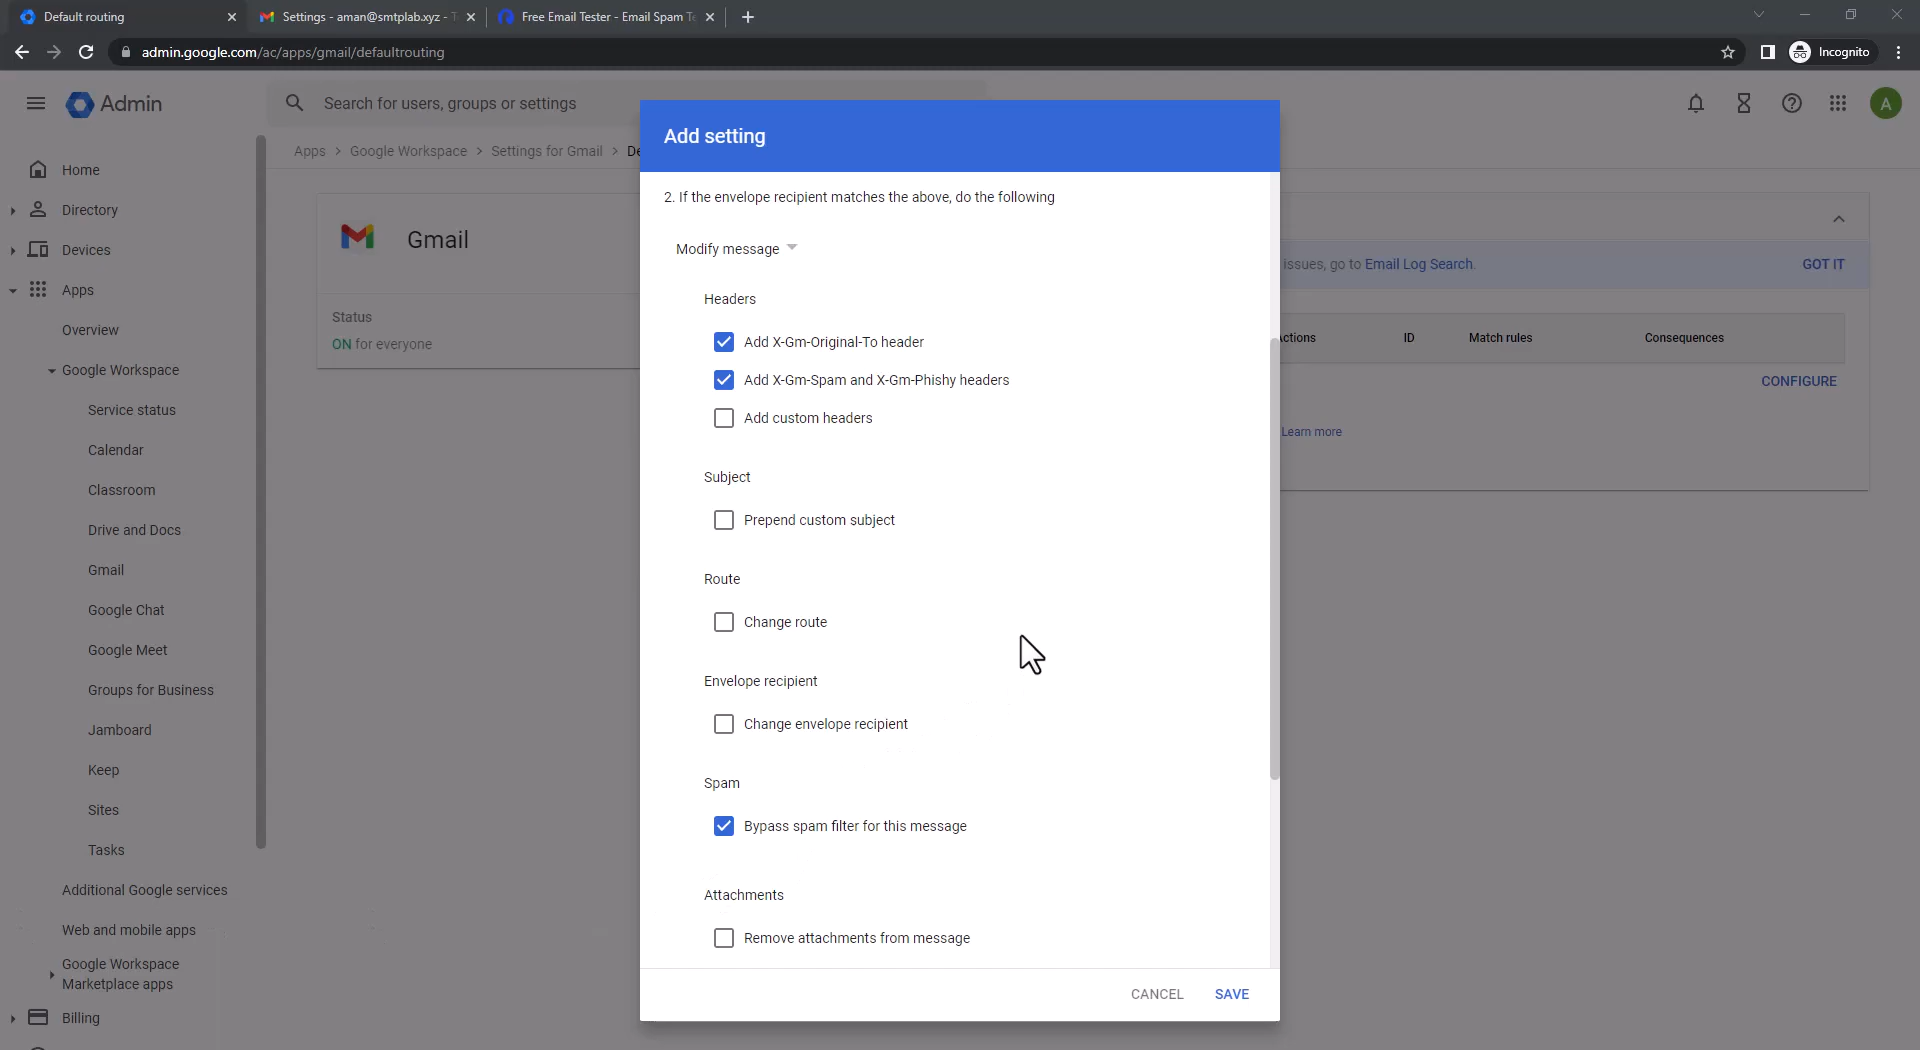 Default routing
Settings - aman@smtplab.xyz - T
Free Email Tester - Email Spam Te
admin.google.com/ac/apps/gmail/defaultrouting
Incognito
Admin
Search for users, groups or settings
A
Apps > Google Workspace > Settings for Gmail > De
Home
Directory
Devices
Apps
Overview
Google Workspace
Service status
Calendar
Classroom
Drive and Docs
Gmail
Google Chat
Google Meet
Groups for Business
Jamboard
Keep
Sites
Tasks
Additional Google services
Web and mobile apps
Google Workspace
Marketplace apps
Billing
Gmail
Status
ON for everyone
Add setting
2. If the envelope recipient matches the above, do the following
Modify message
Headers
Add X-Gm-Original-To header
Add X-Gm-Spam and X-Gm-Phishy headers
Add custom headers
Subject
Prepend custom subject
Route
Change route
Envelope recipient
Change envelope recipient
Spam
Bypass spam filter for this message
Attachments
Remove attachments from message
CANCEL
SAVE
issues, go to Email Log Search.
GOT IT
ctions
ID
Match rules
Consequences
CONFIGURE
Learn more